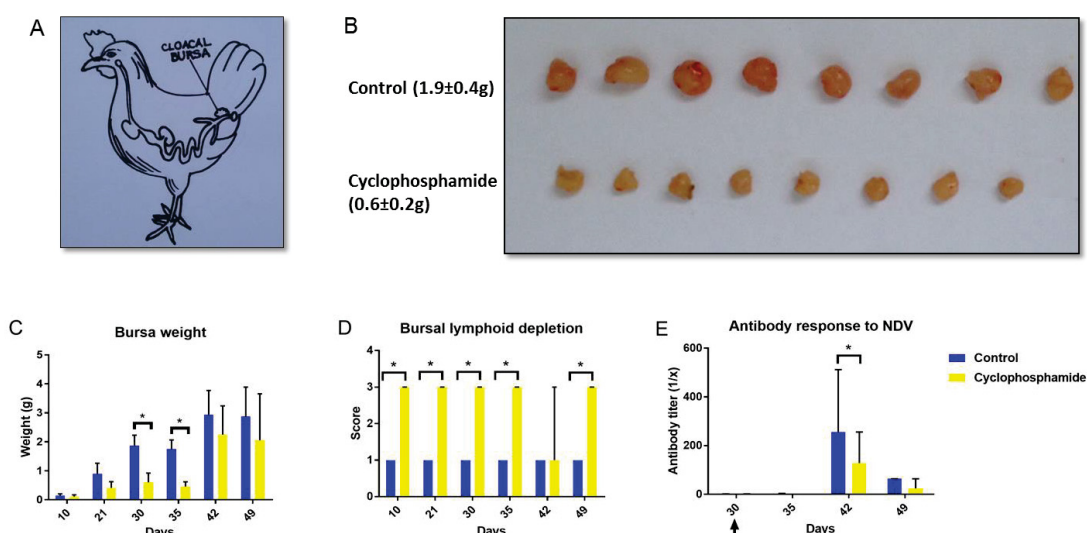 A
CLOACAL
BURSA
B
Control (1.9±0.4g)
Cyclophosphamide
(0.6±0.2g)
C
Bursa weight
Weight (g)
5
4
3
2
1
0
*
*
10
21
30
35
42
49
Days
D
Bursal lymphoid depletion
Score
4
3
2
1
0
*
*
*
*
*
10
21
30
35
42
49
Days
E
Antibody response to NDV
Antibody titer (1/x)
600
400
200
0
*
30
35
42
49
Days
Control
Cyclophosphamide